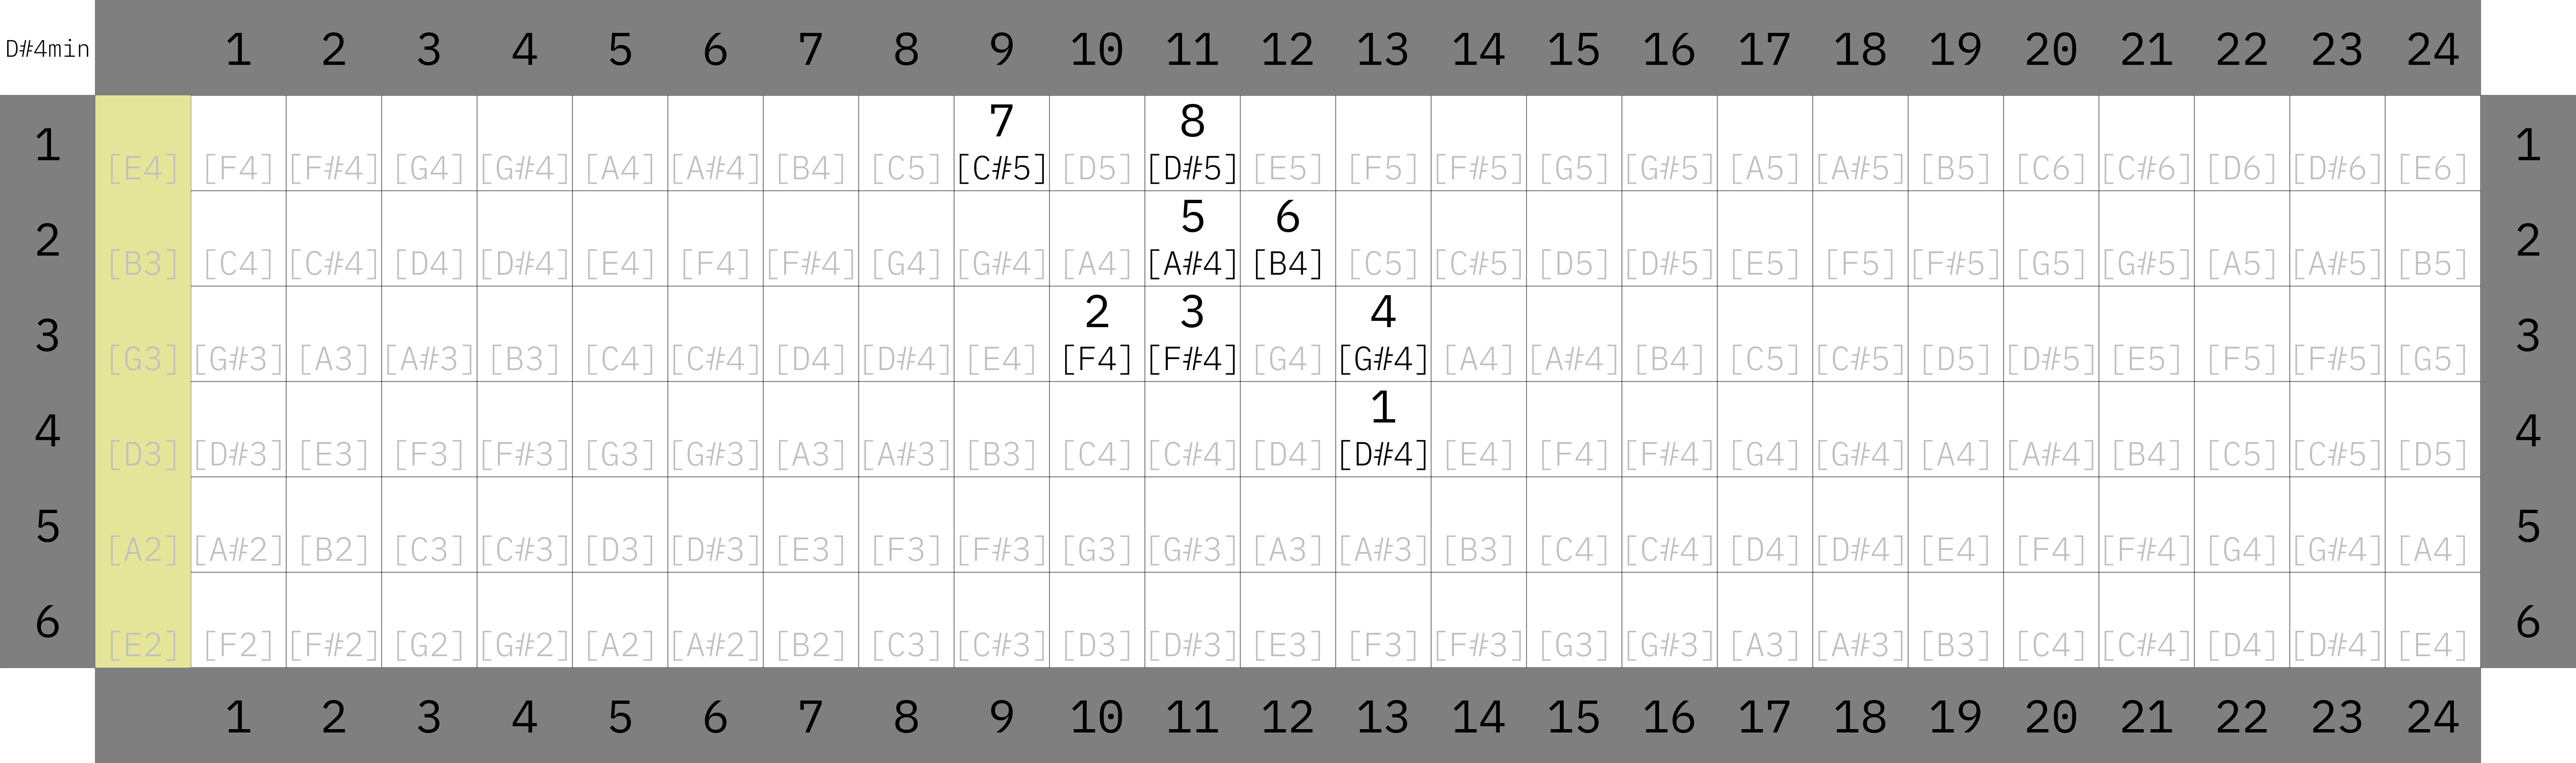 D#4min 1 2 3 4 5 6 7 8 9 10 11 12 13 14 15 16 17 18 19 20 21 22 23 24
7 8
1 [E4] [F4] [F#4] [G4] [G#4] [A4] [A#4] [B4] [C5] [C#5] [D5] [D#5] [E5] [F5] [F#5] [G5] [G#5] [A5] [A#5] [B5] [C6] [C#6] [D6] [D#6] [E6] 1
5 6
2 [B3] [C4] [C#4] [D4] [D#4] [E4] [F4] [F#4] [G4] [G#4] [A4] [A#4] [B4] [C5] [C#5] [D5] [D#5] [E5] [F5] [F#5] [G5] [G#5] [A5] [A#5] [B5] 2
2 3 4
3 [G3] [G#3] [A3] [A#3] [B3] [C4] [C#4] [D4] [D#4] [E4] [F4] [F#4] [G4] [G#4] [A4] [A#4] [B4] [C5] [C#5] [D5] [D#5] [E5] [F5] [F#5] [G5] 3
1
4 [D3] [D#3] [E3] [F3] [F#3] [G3] [G#3] [A3] [A#3] [B3] [C4] [C#4] [D4] [D#4] [E4] [F4] [F#4] [G4] [G#4] [A4] [A#4] [B4] [C5] [C#5] [D5] 4
5 [A2] [A#2] [B2] [C3] [C#3] [D3] [D#3] [E3] [F3] [F#3] [G3] [G#3] [A3] [A#3] [B3] [C4] [C#4] [D4] [D#4] [E4] [F4] [F#4] [G4] [G#4] [A4] 5
6 [E2] [F2] [F#2] [G2] [G#2] [A2] [A#2] [B2] [C3] [C#3] [D3] [D#3] [E3] [F3] [F#3] [G3] [G#3] [A3] [A#3] [B3] [C4] [C#4] [D4] [D#4] [E4] 6
1 2 3 4 5 6 7 8 9 10 11 12 13 14 15 16 17 18 19 20 21 22 23 24